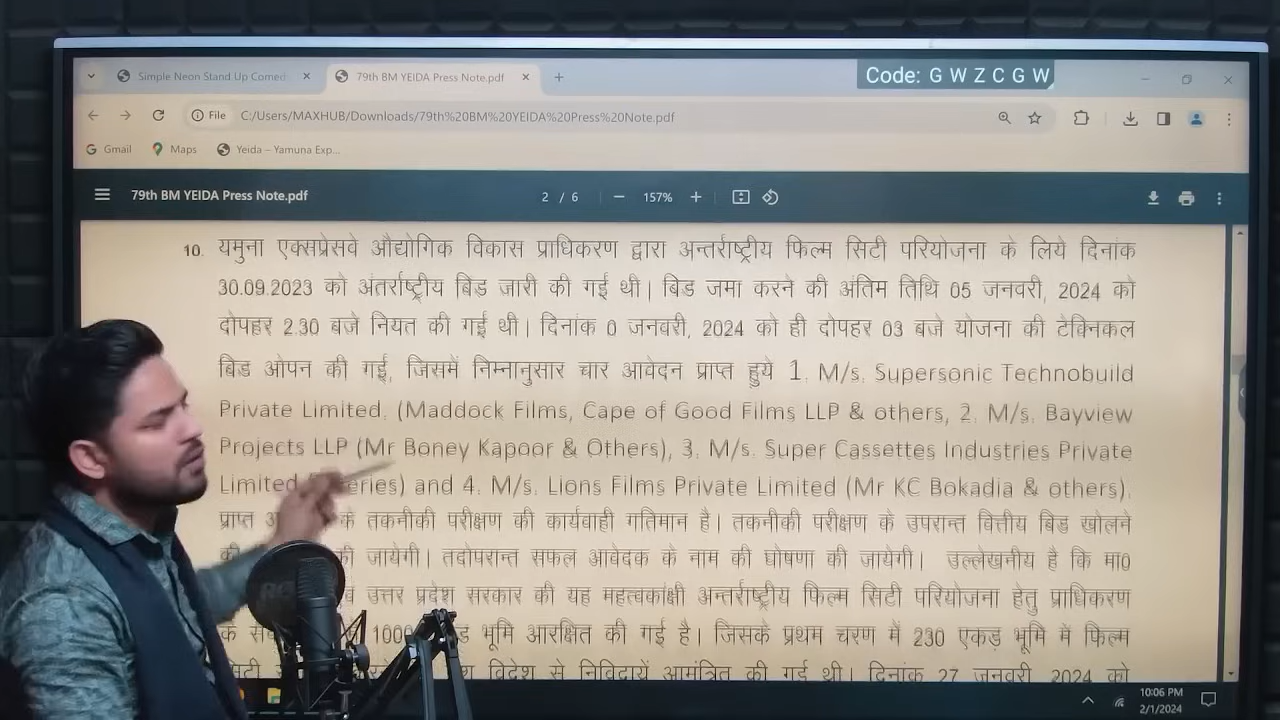 Simple Neon Stand Up Comed
79th BM YEIDA Press Note.pdf
Code: G W Z C G W
File C:/Users/MAXHUB/Downloads/79th%20BM%20YEIDA%20Press%20Note.pdf
Gmail Maps Yeida – Yamuna Exp...
79th BM YEIDA Press Note.pdf 2 / 6 157%
10. यमुना एक्सप्रेसवे औद्योगिक विकास प्राधिकरण द्वारा अन्तर्राष्ट्रीय फिल्म सिटी परियोजना के लिये दिनांक
30.09.2023 को अंतर्राष्ट्रीय बिड जारी की गई थी। बिड जमा करने की अंतिम तिथि 05 जनवरी, 2024 को
दोपहर 2.30 बजे नियत की गई थी। दिनांक 0 जनवरी, 2024 को ही दोपहर 03 बजे योजना की टेक्निकल
बिड ओपन की गई, जिसमें निम्नानुसार चार आवेदन प्राप्त हुये 1. M/s. Supersonic Technobuild
Private Limited. (Maddock Films, Cape of Good Films LLP & others, 2. M/s. Bayview
Projects LLP (Mr Boney Kapoor & Others), 3. M/s. Super Cassettes Industries Private
Limited eries) and 4. M/s. Lions Films Private Limited (Mr KC Bokadia & others).
प्राप्त के तकनीकी परीक्षण की कार्यवाही गतिमान है। तकनीकी परीक्षण के उपरान्त वित्तीय बिड खोलने
की जायेगी। तदोपरान्त सफल आवेदक के नाम की घोषणा की जायेगी। उल्लेखनीय है कि मा0
उत्तर प्रदेश सरकार की यह महत्वकांक्षी अन्तर्राष्ट्रीय फिल्म सिटी परियोजना हेतु प्राधिकरण
के 1000 भूमि आरक्षित की गई है। जिसके प्रथम चरण में 230 एकड़ भूमि में फिल्म
विदेश से निविदायें आमंत्रित की गई थी। दिनांक 27 जनवरी 2024 को
10:06 PM
2/1/2024